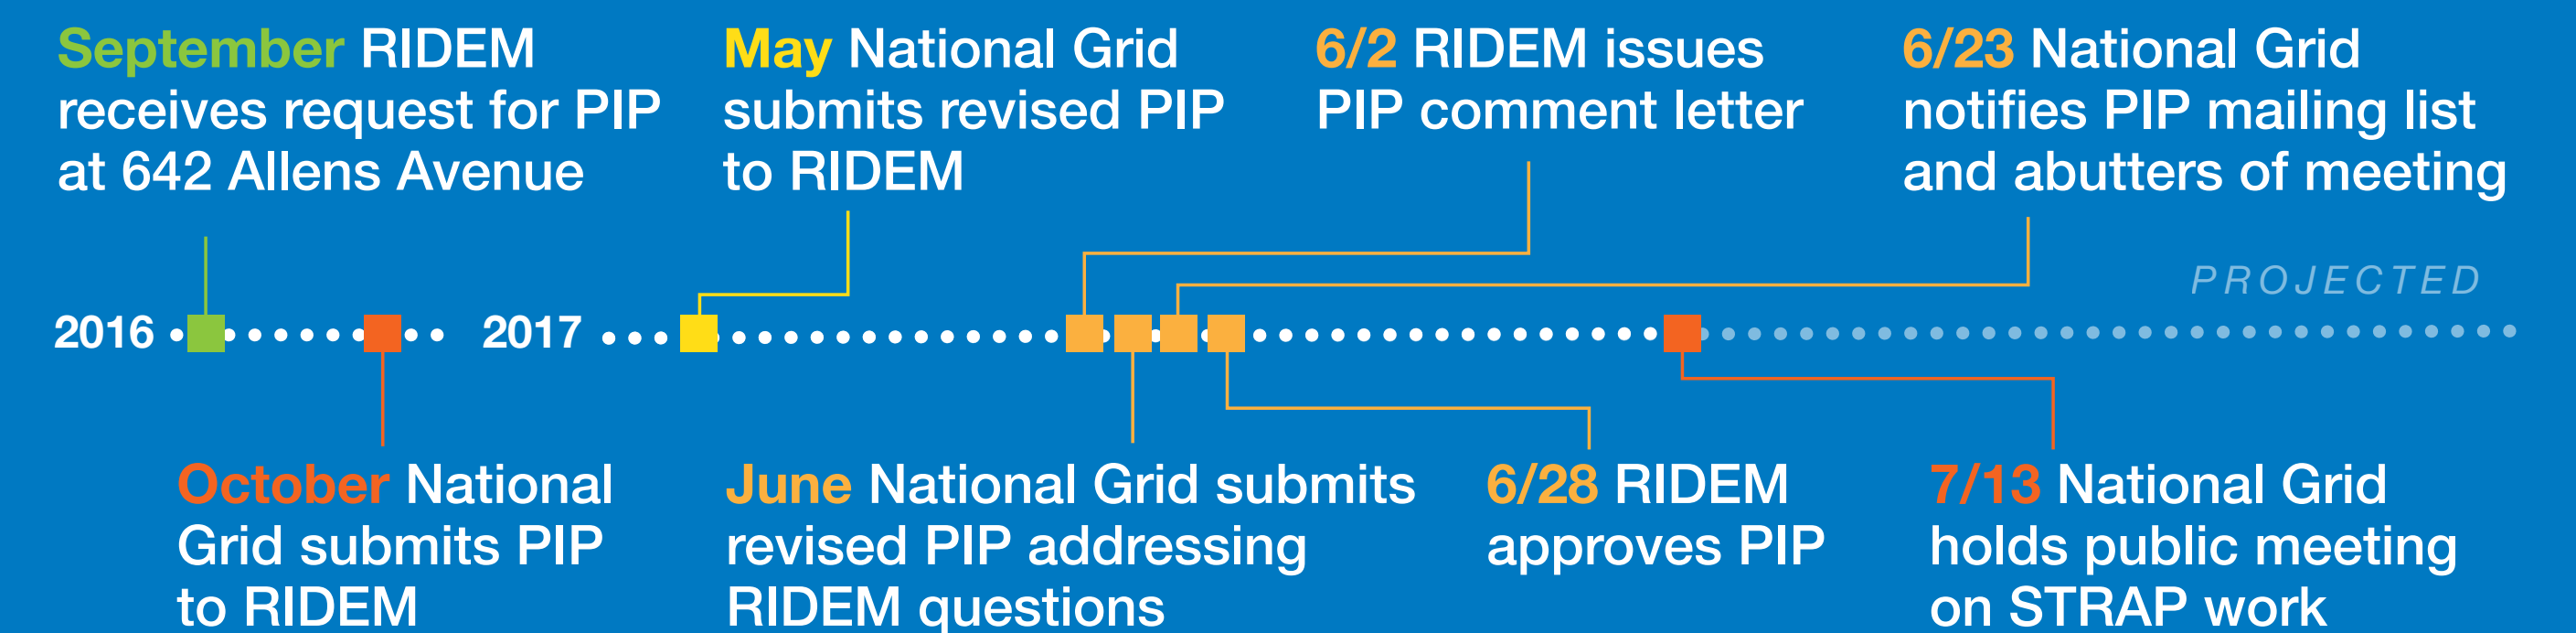 September RIDEM
receives request for PIP
at 642 Allens Avenue
May National Grid
submits revised PIP
to RIDEM
6/2 RIDEM issues
PIP comment letter
6/23 National Grid
notifies PIP mailing list
and abutters of meeting
PROJECTED
2016
2017
October National
Grid submits PIP
to RIDEM
June National Grid submits
revised PIP addressing
RIDEM questions
6/28 RIDEM
approves PIP
7/13 National Grid
holds public meeting
on STRAP work